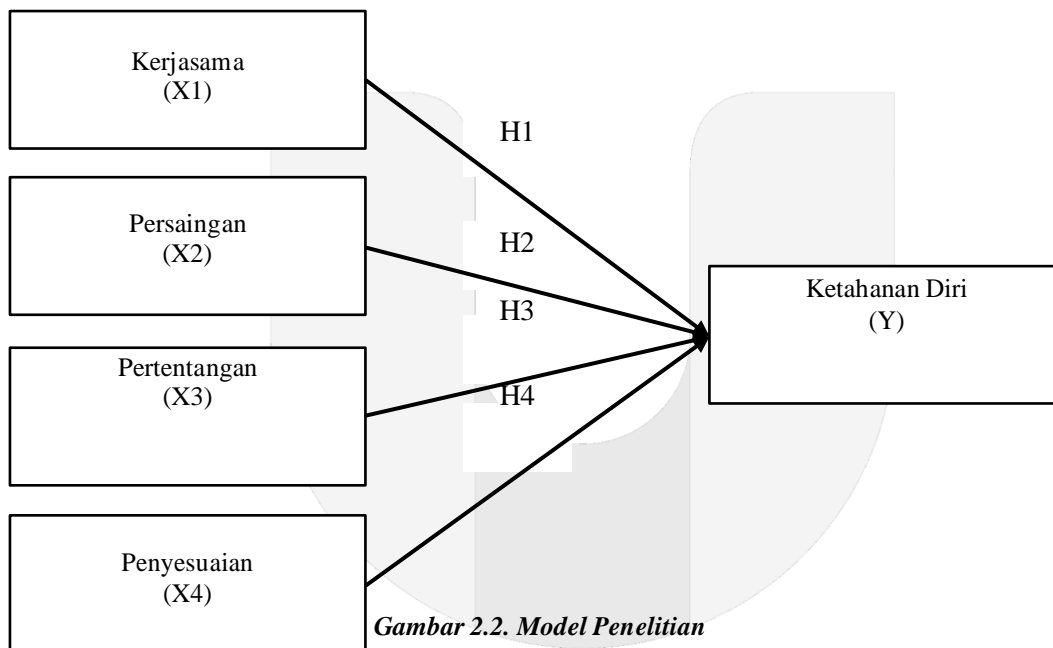 Kerjasama
(X1)
H1
Persaingan
(X2)
H2
Ketahanan Diri
(Y)
H3
Pertentangan
(X3)
H4
Penyesuaian
(X4)
Gambar 2.2. Model Penelitian